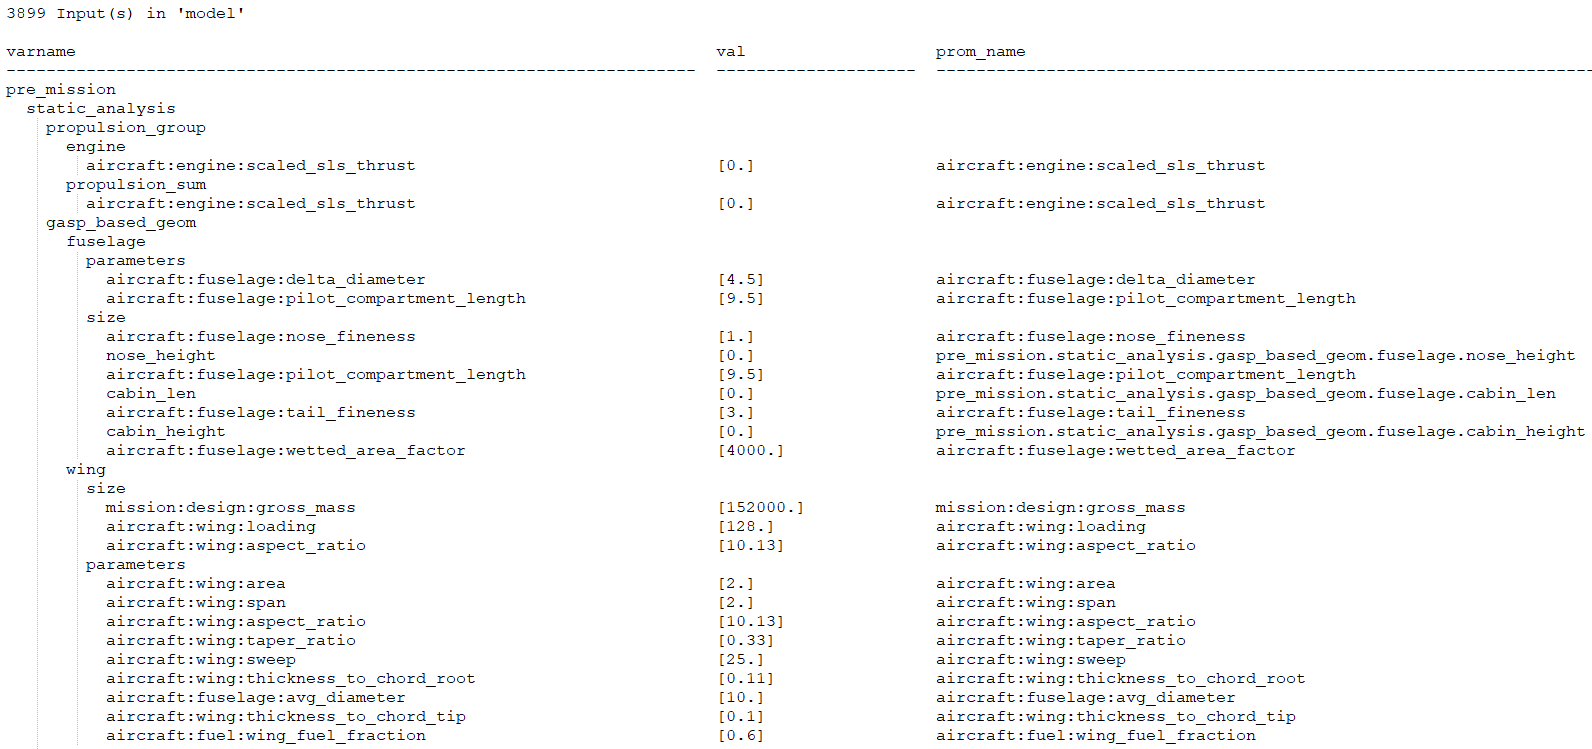 3899 Input(s) in 'model'
varname val prom_name
--------------------------------------------------------------------- -------------------- ------------------------------------------------------------------
pre_mission
static_analysis
propulsion_group
engine
aircraft:engine:scaled_sls_thrust [0.] aircraft:engine:scaled_sls_thrust
propulsion_sum
aircraft:engine:scaled_sls_thrust [0.] aircraft:engine:scaled_sls_thrust
gasp_based_geom
fuselage
parameters
aircraft:fuselage:delta_diameter [4.5] aircraft:fuselage:delta_diameter
aircraft:fuselage:pilot_compartment_length [9.5] aircraft:fuselage:pilot_compartment_length
size
aircraft:fuselage:nose_fineness [1.] aircraft:fuselage:nose_fineness
nose_height [0.] pre_mission.static_analysis.gasp_based_geom.fuselage.nose_height
aircraft:fuselage:pilot_compartment_length [9.5] aircraft:fuselage:pilot_compartment_length
cabin_len [0.] pre_mission.static_analysis.gasp_based_geom.fuselage.cabin_len
aircraft:fuselage:tail_fineness [3.] aircraft:fuselage:tail_fineness
cabin_height [0.] pre_mission.static_analysis.gasp_based_geom.fuselage.cabin_height
aircraft:fuselage:wetted_area_factor [4000.] aircraft:fuselage:wetted_area_factor
wing
size
mission:design:gross_mass [152000.] mission:design:gross_mass
aircraft:wing:loading [128.] aircraft:wing:loading
aircraft:wing:aspect_ratio [10.13] aircraft:wing:aspect_ratio
parameters
aircraft:wing:area [2.] aircraft:wing:area
aircraft:wing:span [2.] aircraft:wing:span
aircraft:wing:aspect_ratio [10.13] aircraft:wing:aspect_ratio
aircraft:wing:taper_ratio [0.33] aircraft:wing:taper_ratio
aircraft:wing:sweep [25.] aircraft:wing:sweep
aircraft:wing:thickness_to_chord_root [0.11] aircraft:wing:thickness_to_chord_root
aircraft:fuselage:avg_diameter [10.] aircraft:fuselage:avg_diameter
aircraft:wing:thickness_to_chord_tip [0.1] aircraft:wing:thickness_to_chord_tip
aircraft:fuel:wing_fuel_fraction [0.6] aircraft:fuel:wing_fuel_fraction